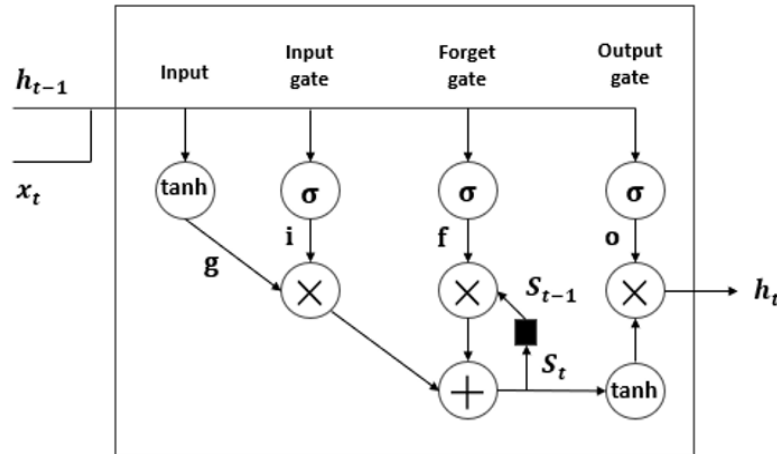 Input
Input
gate
Forget
gate
Output
gate
h_{t-1}
x_t
tanh
σ
σ
σ
g
i
f
o
×
×
×
S_{t-1}
h_t
S_t
+
tanh